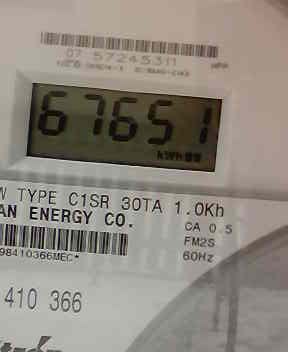 07 57245311
67651
kWh
W TYPE C1SR 30TA 1.0Kh
AN ENERGY CO.
CA 0.5
FM2S
60Hz
98410366MEC*
410 366